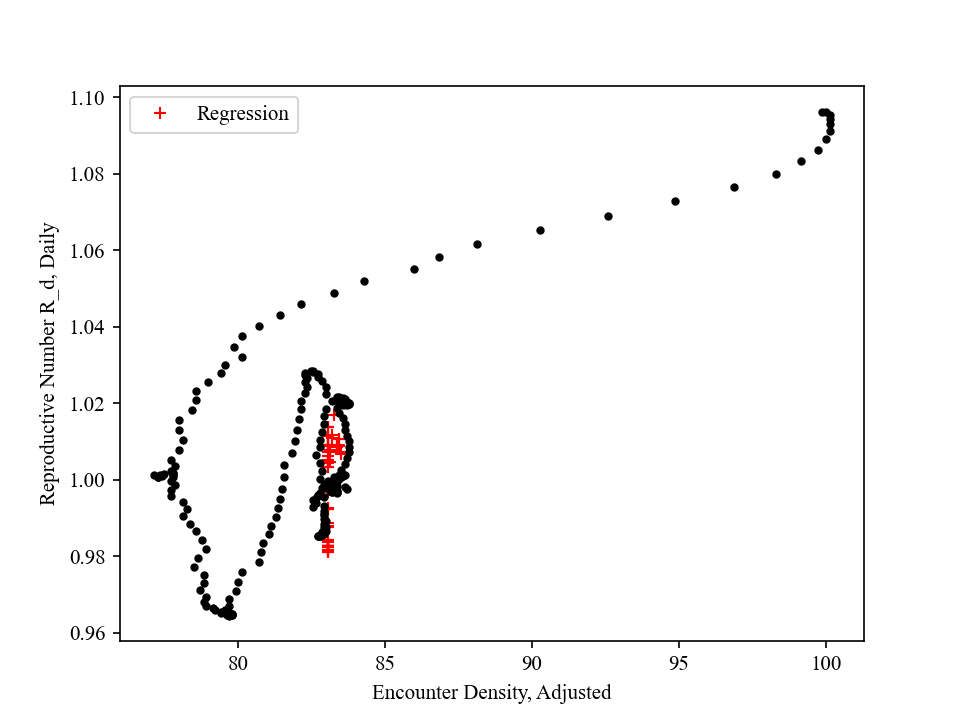 Regression
1.10
1.08
1.06
1.04
1.02
1.00
0.98
0.96
Reproductive Number R_d, Daily
80 85 90 95 100
Encounter Density, Adjusted